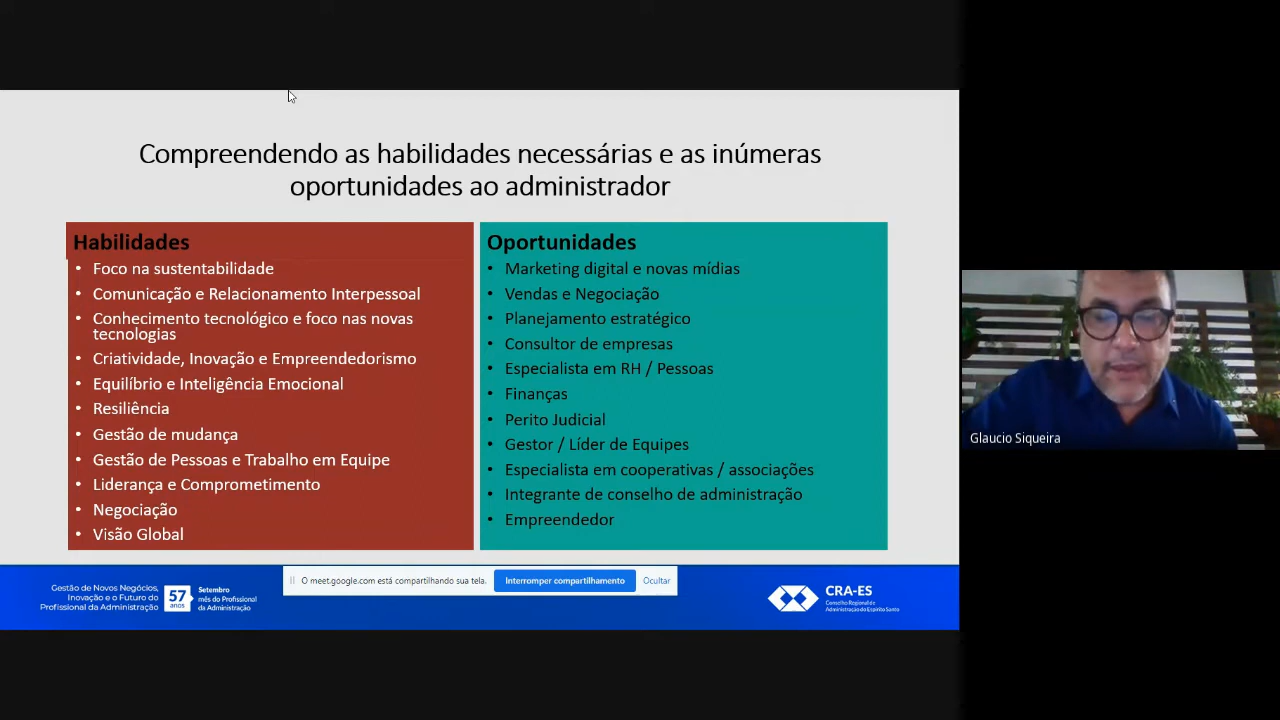 Compreendendo as habilidades necessárias e as inúmeras
oportunidades ao administrador
Habilidades
• Foco na sustentabilidade
• Comunicação e Relacionamento Interpessoal
• Conhecimento tecnológico e foco nas novas
tecnologias
• Criatividade, Inovação e Empreendedorismo
• Equilíbrio e Inteligência Emocional
• Resiliência
• Gestão de mudança
• Gestão de Pessoas e Trabalho em Equipe
• Liderança e Comprometimento
• Negociação
• Visão Global
Oportunidades
• Marketing digital e novas mídias
• Vendas e Negociação
• Planejamento estratégico
• Consultor de empresas
• Especialista em RH / Pessoas
• Finanças
• Perito Judicial
• Gestor / Líder de Equipes
• Especialista em cooperativas / associações
• Integrante de conselho de administração
• Empreendedor
Glaucio Siqueira
Gestão de Novos Negócios,
Inovação e o Futuro do
Profissional da Administração
57
anos
Setembro
mês do Profissional
da Administração
O meet.google.com está compartilhando sua tela.
Interromper compartilhamento
Ocultar
CRA-ES
Conselho Regional de
Administração do Espírito Santo